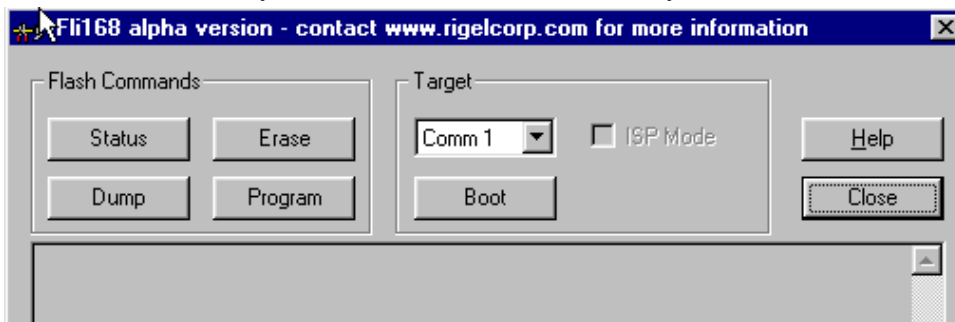 Fli168 alpha version - contact www.rigelcorp.com for more information
Flash Commands
Target
Status
Erase
Comm 1
ISP Mode
Help
Dump
Program
Boot
Close